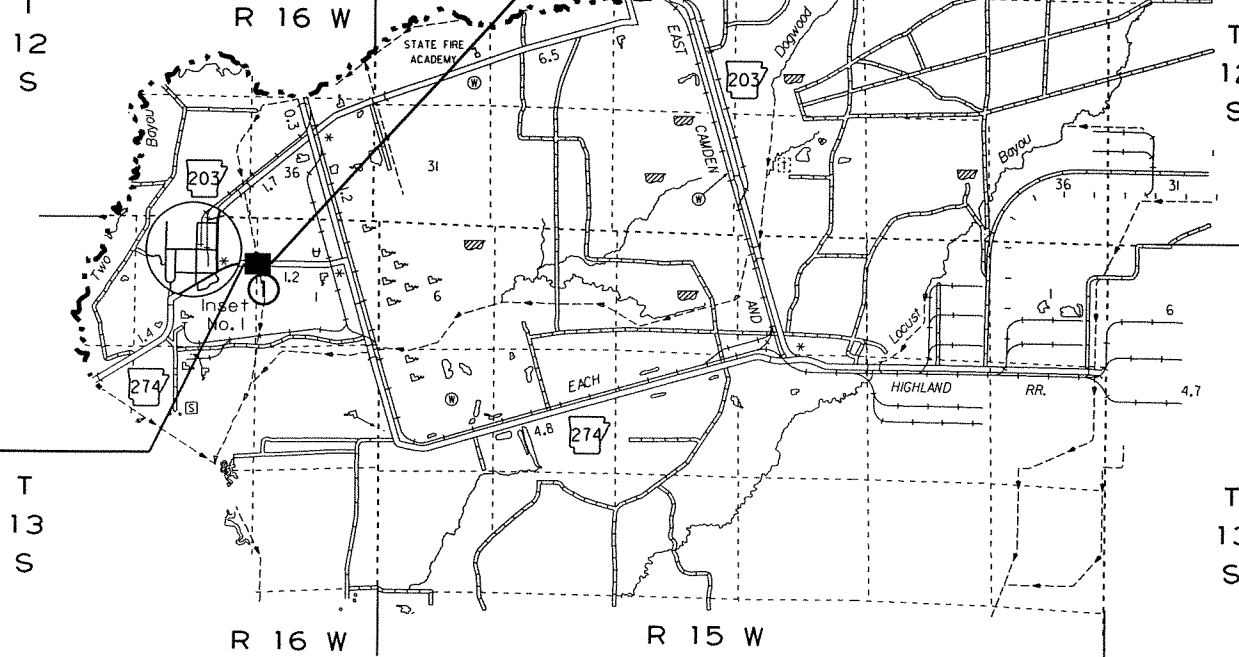 T
12
S
R 16 W
STATE FIRE
ACADEMY
W
6.5
EAST
203
Dogwood
T
12
S
Bayou
0.3
*
CAMDEN
203
1.7
36
31
W
Bayou
36
31
.2
Two
*
1.2
*
1
6
Inset
No. 1
1.4
AND
Locust
1
6
*
274
S
W
EACH
HIGHLAND
RR.
4.7
4.8
274
T
13
S
T
13
S
R 16 W
R 15 W